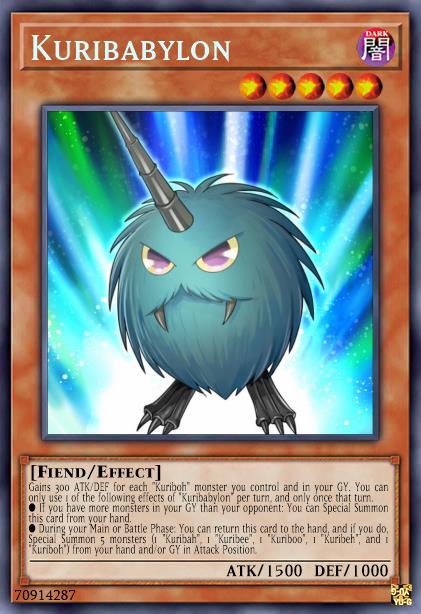 Kuribabylon
DARK
闇
[Fiend/Effect]
Gains 300 ATK/DEF for each "Kuriboh" monster you control and in your GY. You can
only use 1 of the following effects of "Kuribabylon" per turn, and only once that turn.
● If you have more monsters in your GY than your opponent: You can Special Summon
this card from your hand.
● During your Main or Battle Phase: You can return this card to the hand, and if you do,
Special Summon 5 monsters (1 "Kuribah", 1 "Kuribee", 1 "Kuriboo", 1 "Kuribeh", and 1
"Kuriboh") from your hand and/or GY in Attack Position.
ATK/1500 DEF/1000
70914287